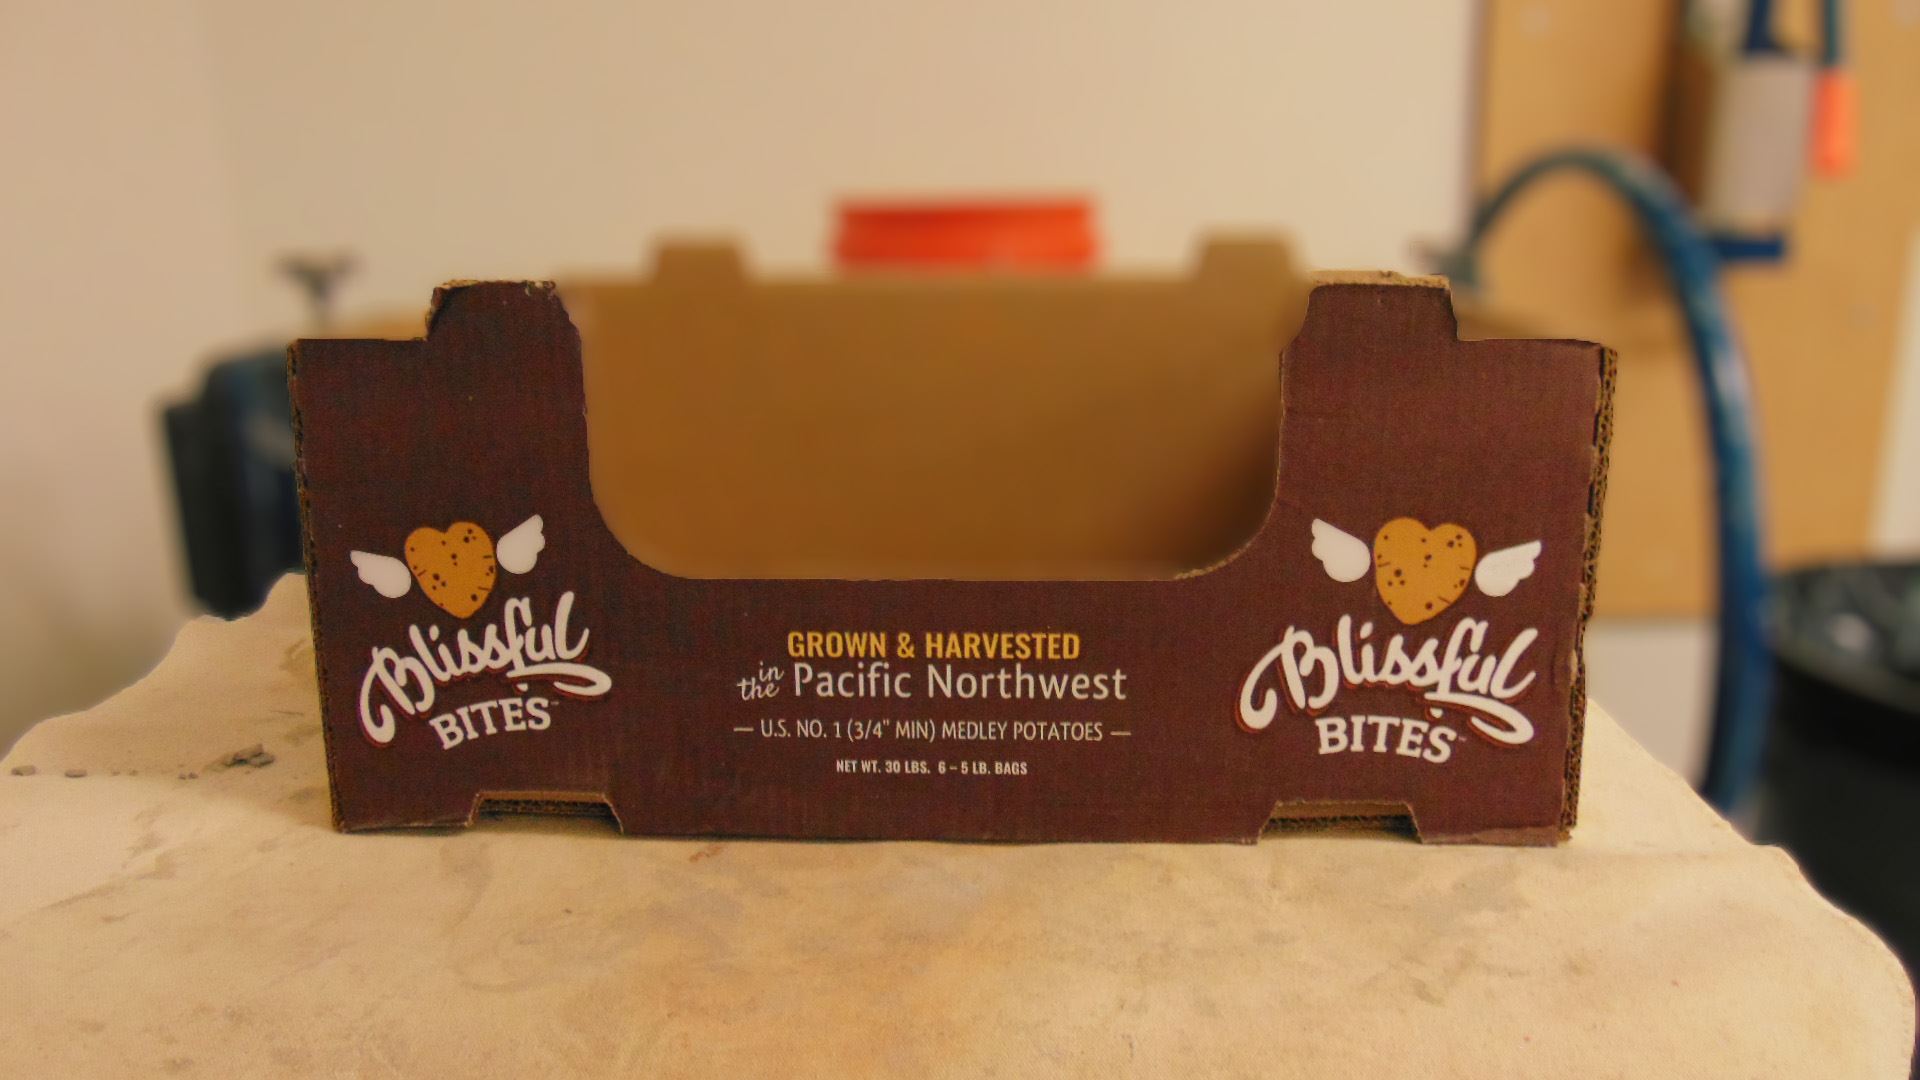 Blissful
BITES™
GROWN & HARVESTED
in the Pacific Northwest
— U.S. NO. 1 (3/4" MIN) MEDLEY POTATOES —
NET WT. 30 LBS. 6 – 5 LB. BAGS
Blissful
BITES™